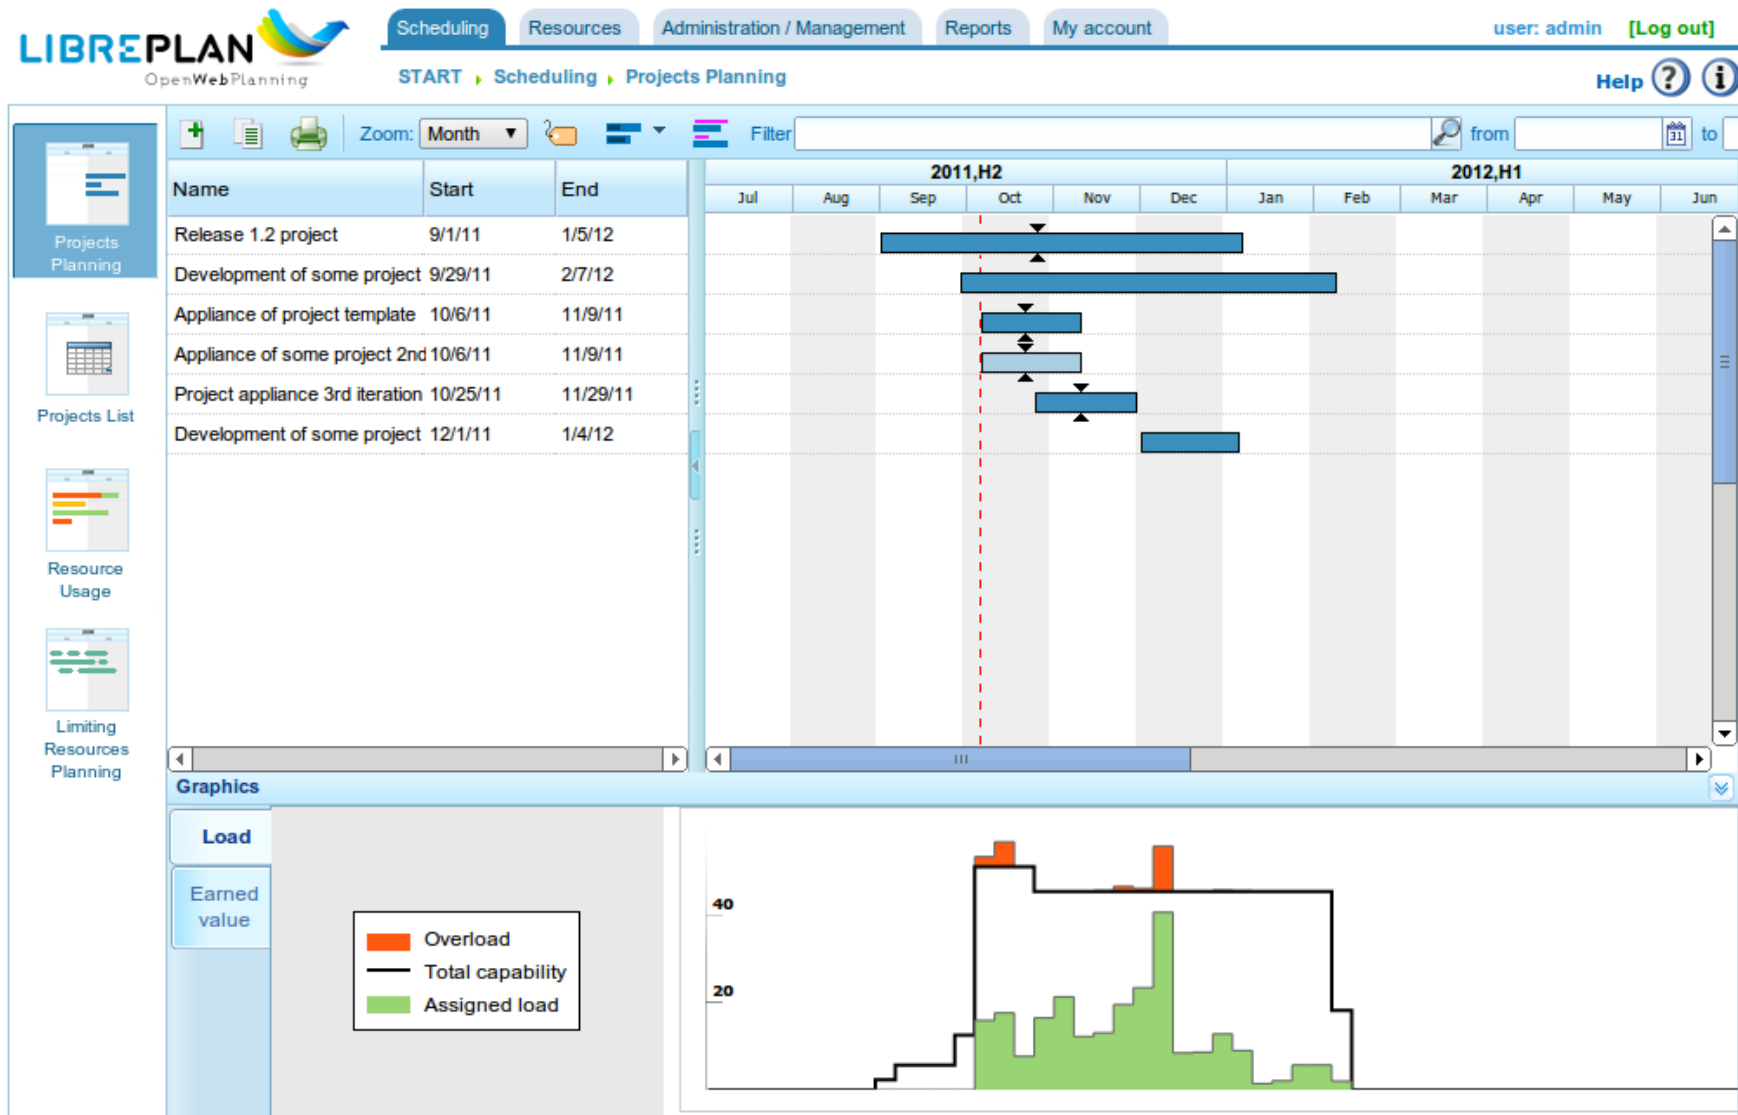 LIBREPLAN
OpenWebPlanning
Scheduling Resources Administration / Management Reports My account
user: admin [Log out]
START Scheduling Projects Planning
Help
Zoom: Month Filter from 31 to
Projects
Planning
Projects List
Resource
Usage
Limiting
Resources
Planning
Name Start End
Release 1.2 project 9/1/11 1/5/12
Development of some project 9/29/11 2/7/12
Appliance of project template 10/6/11 11/9/11
Appliance of some project 2nd 10/6/11 11/9/11
Project appliance 3rd iteration 10/25/11 11/29/11
Development of some project 12/1/11 1/4/12
2011,H2 2012,H1
Jul Aug Sep Oct Nov Dec Jan Feb Mar Apr May Jun
Graphics
Load
Earned
value
Overload
Total capability
Assigned load
40
20